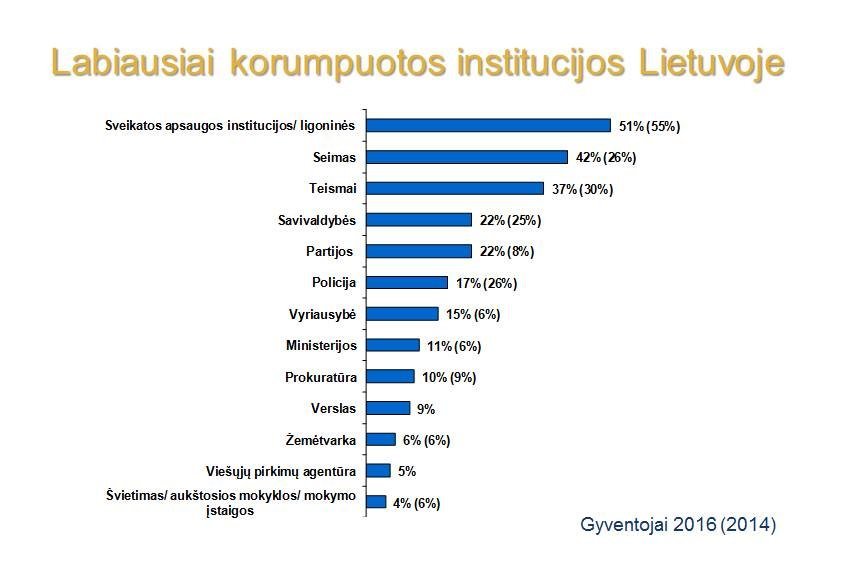 Labiausiai korumpuotos institucijos Lietuvoje
Sveikatos apsaugos institucijos/ ligoninės 51% (55%)
Seimas 42% (26%)
Teismai 37% (30%)
Savivaldybės 22% (25%)
Partijos 22% (8%)
Policija 17% (26%)
Vyriausybė 15% (6%)
Ministerijos 11% (6%)
Prokuratūra 10% (9%)
Verslas 9%
Žemėtvarka 6% (6%)
Viešųjų pirkimų agentūra 5%
Švietimas/ aukštosios mokyklos/ mokymo
įstaigos 4% (6%)
Gyventojai 2016 (2014)